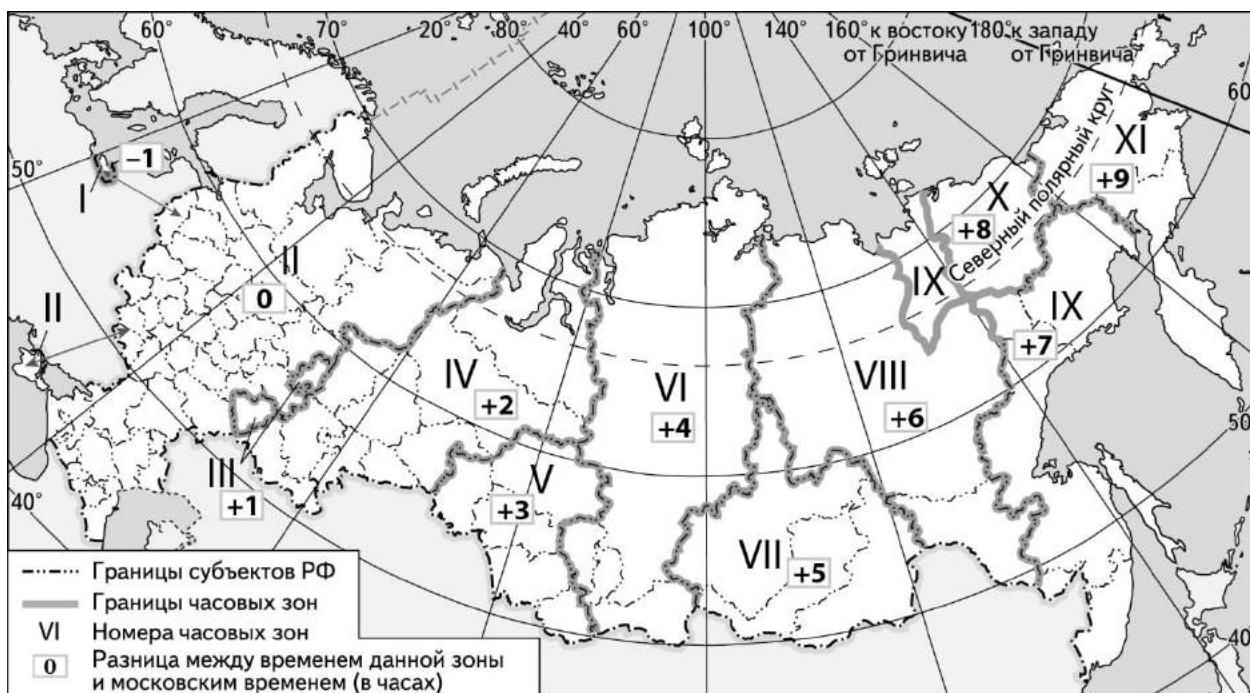 60°
70°
20°
80°
40°
60°
100°
140°
160° к востоку
от Гринвича
180° к западу
от Гринвича
60°
50°
–1
I
Северный полярный круг
XI
+9
X
+8
II
0
IX
IX
+7
II
IV
+2
VI
+4
VIII
+6
50°
III
+1
V
+3
VII
+5
40°
40°
Границы субъектов РФ
Границы часовых зон
VI Номера часовых зон
0 Разница между временем данной зоны
и московским временем (в часах)